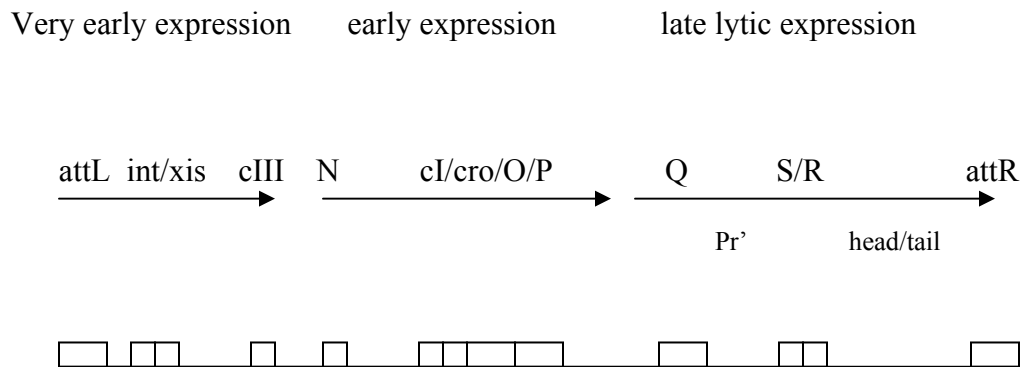 Very early expression early expression late lytic expression
attL int/xis cIII N cI/cro/O/P Q S/R attR
Pr’ head/tail